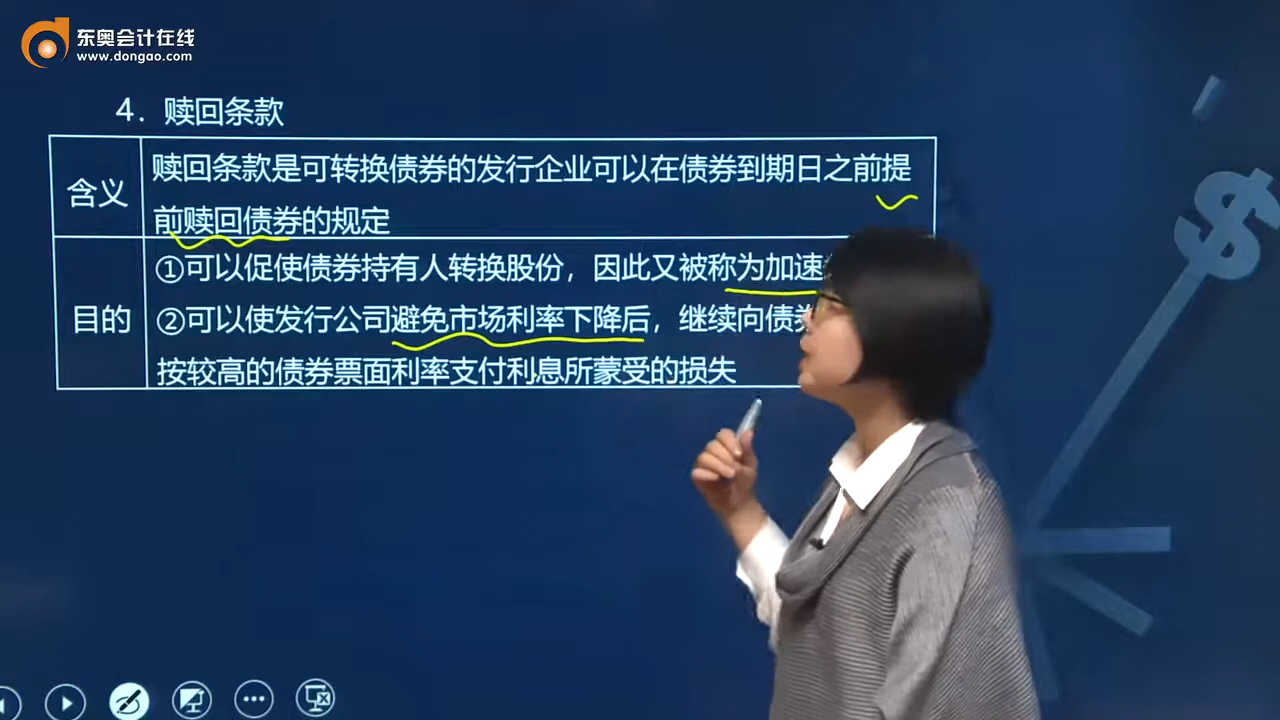 东奥会计在线
www.dongao.com
4. 赎回条款
含义
赎回条款是可转换债券的发行企业可以在债券到期日之前提
前赎回债券的规定
目的
①可以促使债券持有人转换股份，因此又被称为加速
②可以使发行公司避免市场利率下降后，继续向债券
按较高的债券票面利率支付利息所蒙受的损失